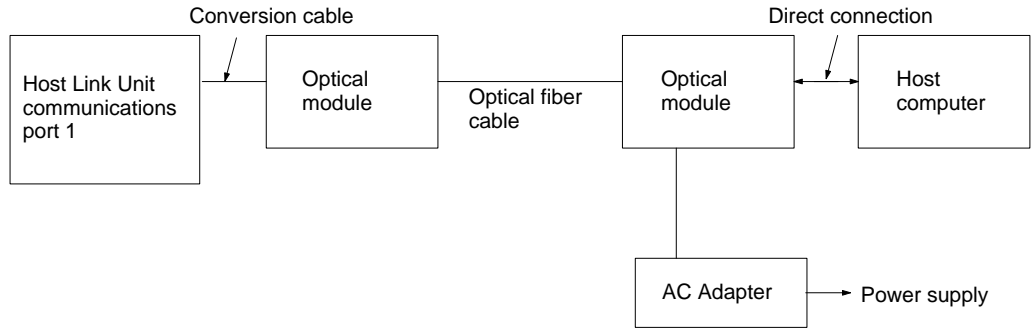 Conversion cable
Direct connection
Host Link Unit
communications
port 1
Optical
module
Optical fiber
cable
Optical
module
Host
computer
AC Adapter
Power supply